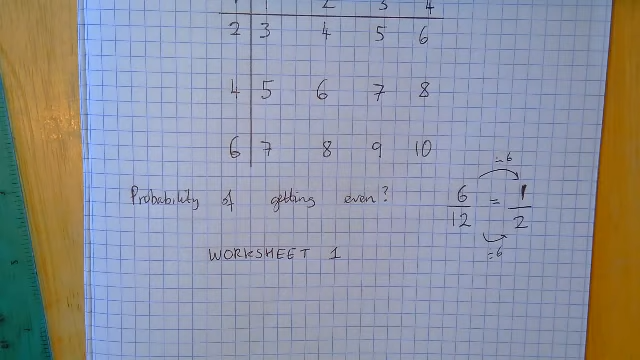 1 2 3 4
2 3 4 5 6
4 5 6 7 8
6 7 8 9 10
Probability of getting even? 6/12 = 1/2
÷6
÷6
WORKSHEET 1